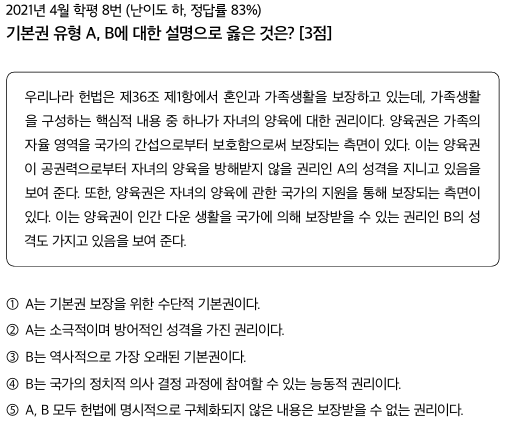 2021년 4월 학평 8번 (난이도 하, 정답률 83%)
기본권 유형 A, B에 대한 설명으로 옳은 것은? [3점]
우리나라 헌법은 제36조 제1항에서 혼인과 가족생활을 보장하고 있는데, 가족생활
을 구성하는 핵심적 내용 중 하나가 자녀의 양육에 대한 권리이다. 양육권은 가족의
자율 영역을 국가의 간섭으로부터 보호함으로써 보장되는 측면이 있다. 이는 양육권
이 공권력으로부터 자녀의 양육을 방해받지 않을 권리인 A의 성격을 지니고 있음을
보여 준다. 또한, 양육권은 자녀의 양육에 관한 국가의 지원을 통해 보장되는 측면이
있다. 이는 양육권이 인간 다운 생활을 국가에 의해 보장받을 수 있는 권리인 B의 성
격도 가지고 있음을 보여 준다.
① A는 기본권 보장을 위한 수단적 기본권이다.
② A는 소극적이며 방어적인 성격을 가진 권리이다.
③ B는 역사적으로 가장 오래된 기본권이다.
④ B는 국가의 정치적 의사 결정 과정에 참여할 수 있는 능동적 권리이다.
⑤ A, B 모두 헌법에 명시적으로 구체화되지 않은 내용은 보장받을 수 없는 권리이다.